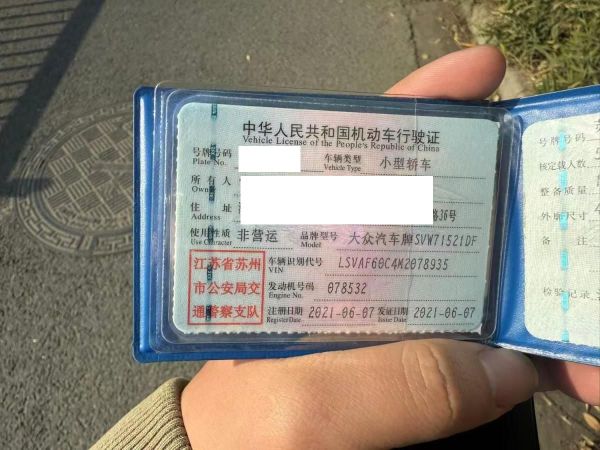 中华人民共和国机动车行驶证
Vehicle License of the People's Republic of China
号牌号码 车辆类型 小型轿车
Plate No. Vehicle Type
所有人
Owner
住址 路36号
Address
使用性质 非营运 品牌型号 大众汽车牌SVW71521DF
Use Character Model
江苏省苏州
市公安局交
通警察支队
车辆识别代号 LSVAF60C4M2078935
VIN
发动机号码 078532
Engine No.
注册日期 2021-06-07 发证日期 2021-06-07
Register Date Issue Date
号牌号码
核定载人数
整备质量
外廓尺寸
备注
检验记录